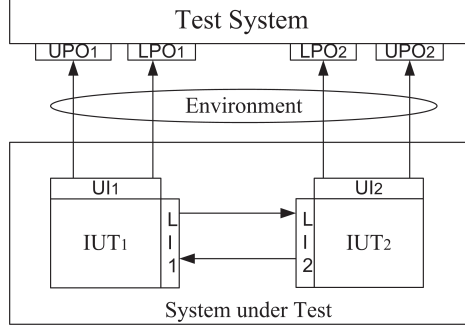 Test System
UPO1 LPO1 LPO2 UPO2
Environment
UI1 UI2
IUT1 L I 1 L I 2 IUT2
System under Test